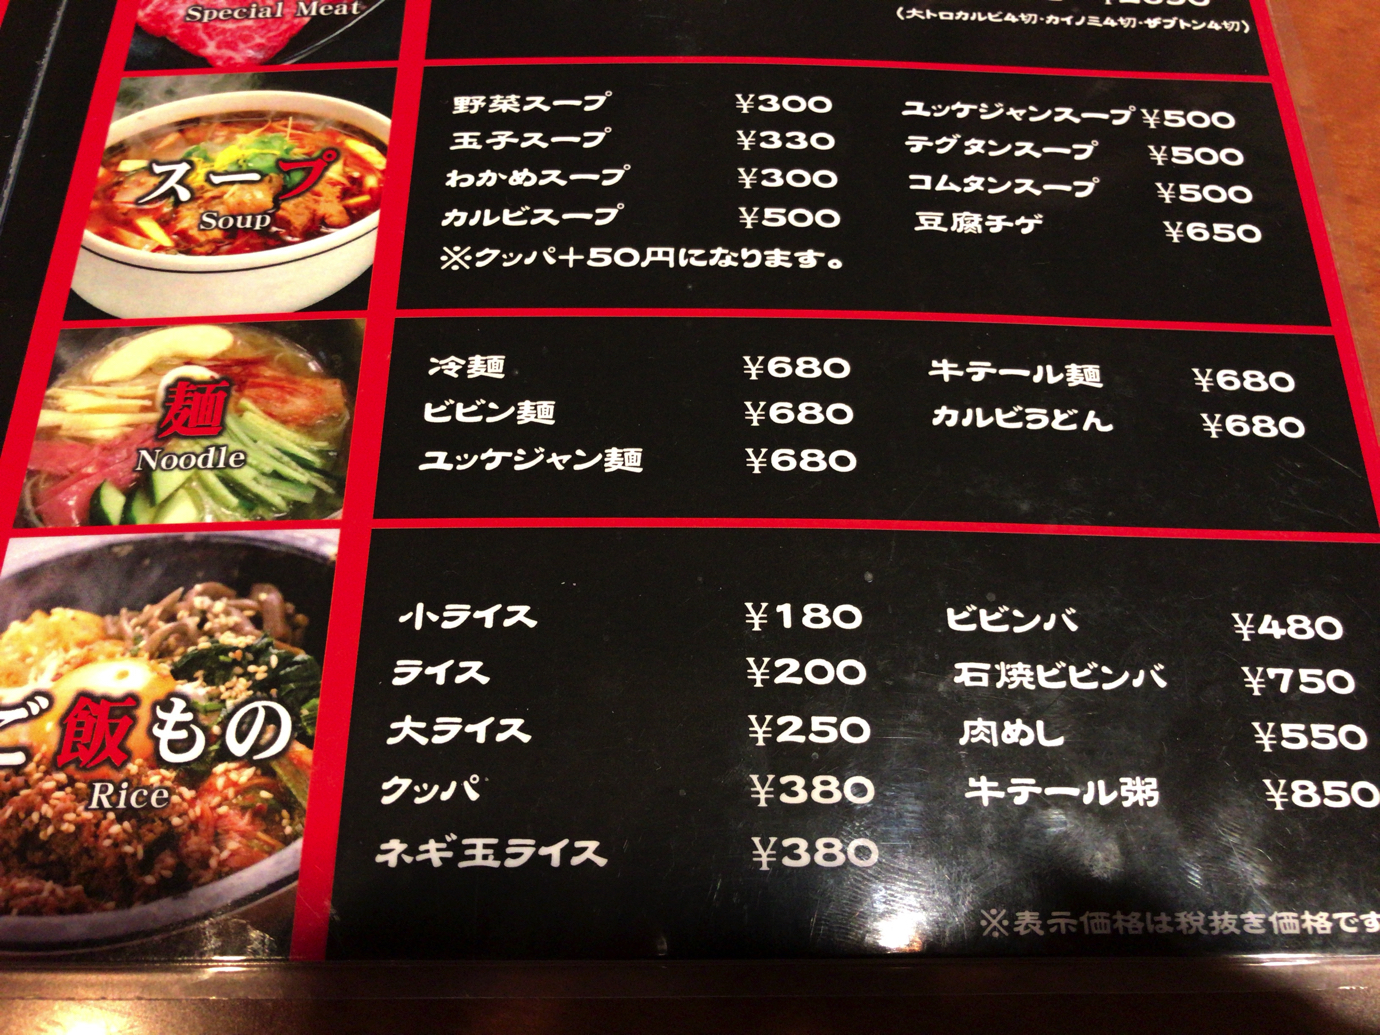 Special Meat
(大トロカルビ4切・カイノミ4切・ザブトン4切)
スープ
Soup
野菜スープ ¥300
玉子スープ ¥330
わかめスープ ¥300
カルビスープ ¥500
※クッパ+50円になります。
ユッケジャンスープ ¥500
テグタンスープ ¥500
コムタンスープ ¥500
豆腐チゲ ¥650
麺
Noodle
冷麺 ¥680
ビビン麺 ¥680
ユッケジャン麺 ¥680
牛テール麺 ¥680
カルビうどん ¥680
ご飯もの
Rice
小ライス ¥180
ライス ¥200
大ライス ¥250
クッパ ¥380
ネギ玉ライス ¥380
ビビンバ ¥480
石焼ビビンバ ¥750
肉めし ¥550
牛テール粥 ¥850
※表示価格は税抜き価格です